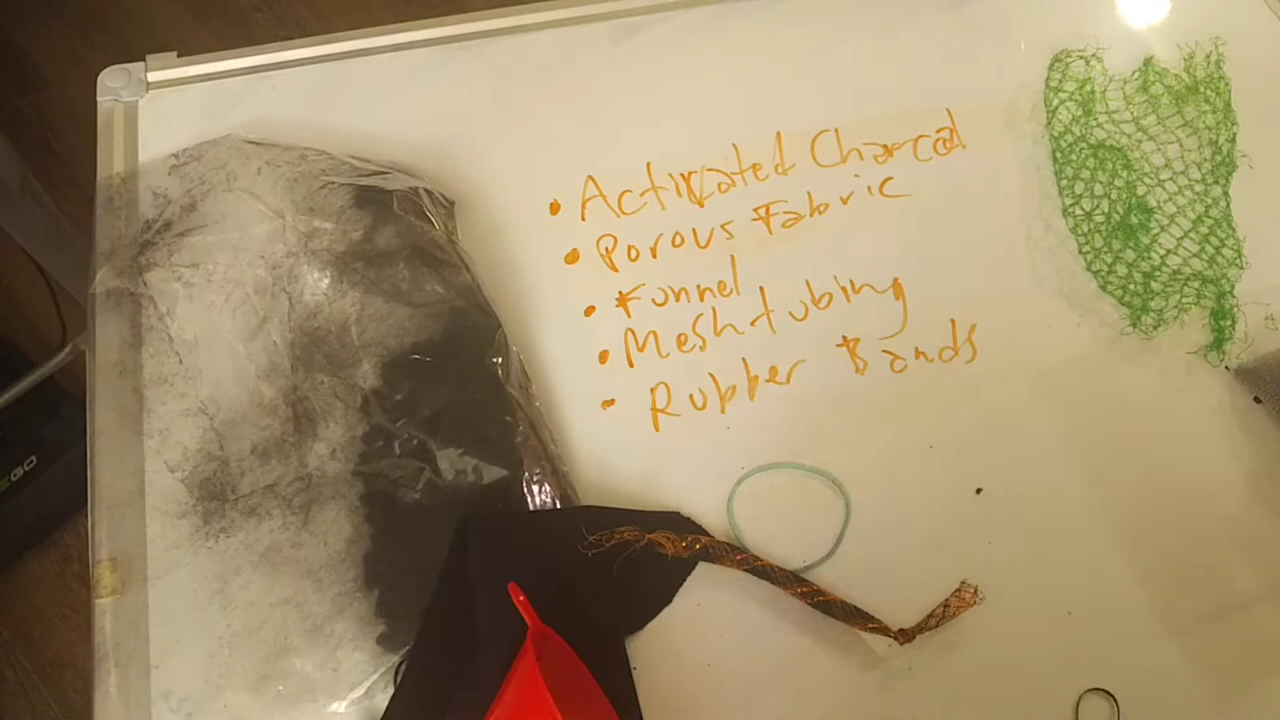 • Activated Charcoal
• Porous Fabric
• Funnel
• Mesh tubing
• Rubber Bands